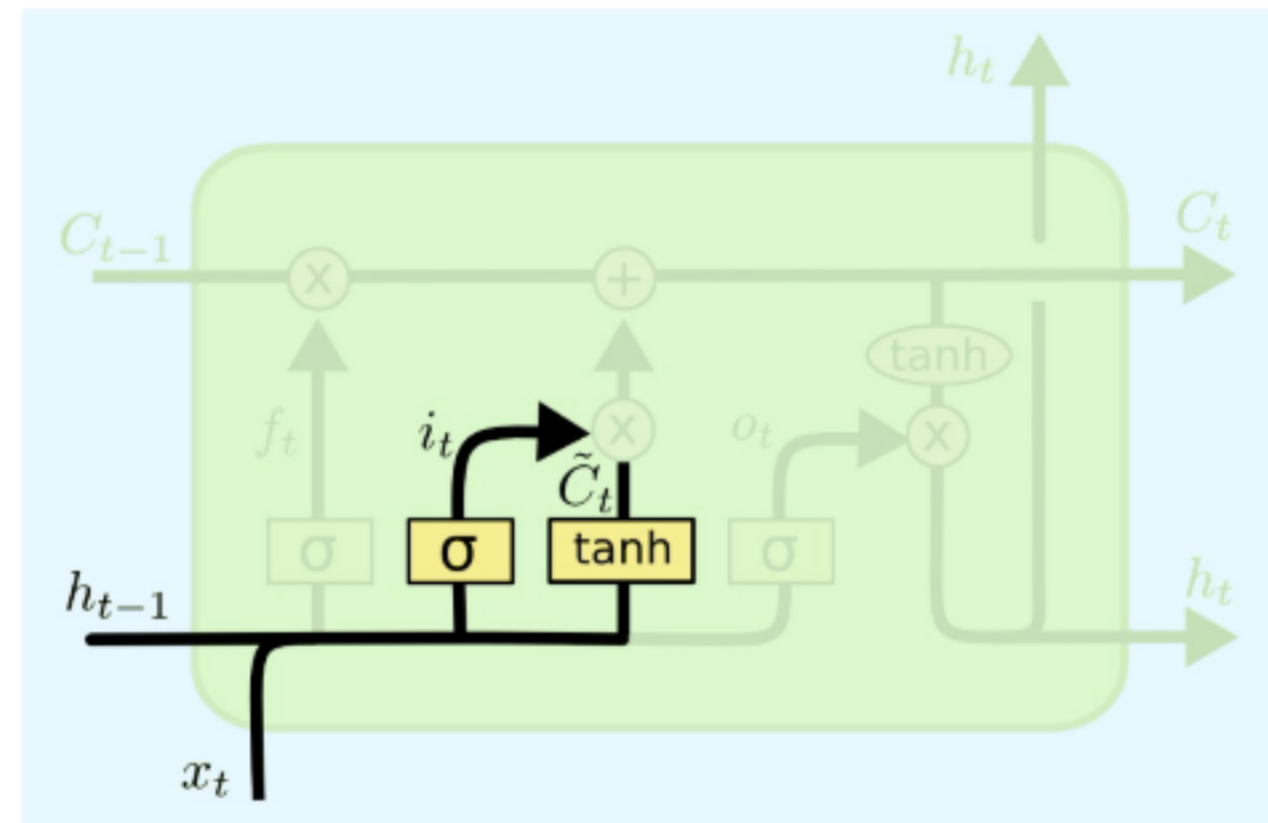 h_t
C_{t-1}
C_t
x
+
tanh
f_t
i_t
x
o_t
x
C̃_t
σ
σ
tanh
σ
h_{t-1}
h_t
x_t